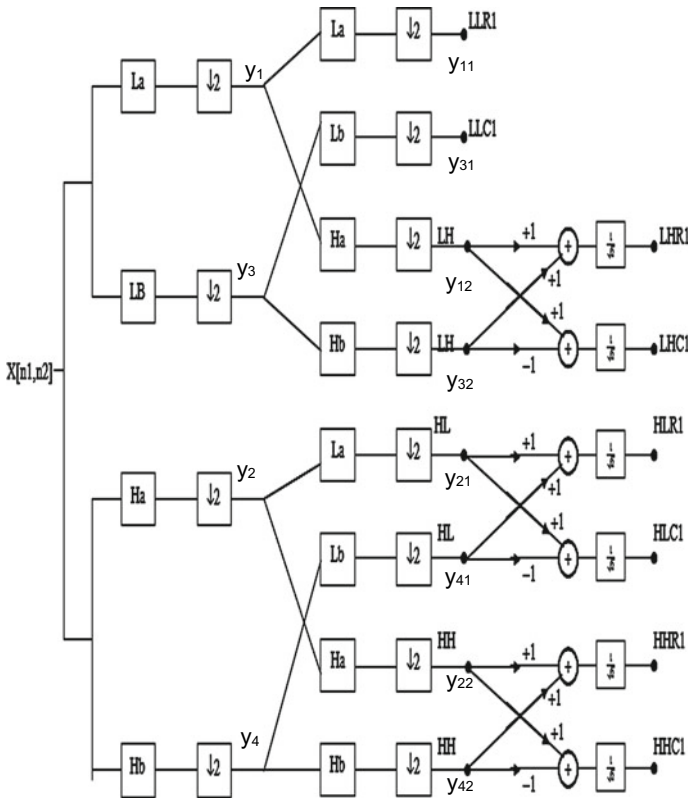 La ↓2 LLR1
y11
La ↓2 y1
Lb ↓2 LLC1
y31
Ha ↓2 LH +1 + LHR1
y12 +1
LB ↓2 y3
+1
Hb ↓2 LH -1 + LHC1
y32
X[n1,n2]
La ↓2 HL +1 + HLR1
y21 +1
Ha ↓2 y2
+1
Lb ↓2 HL -1 + HLC1
y41
Ha ↓2 HH +1 + HHR1
y22 +1
+1
Hb ↓2 y4 Hb ↓2 HH -1 + HHC1
y42